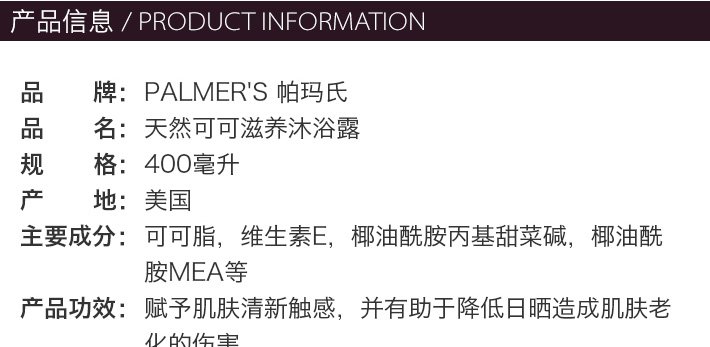 产品信息 / PRODUCT INFORMATION
品 牌： PALMER'S 帕玛氏
品 名： 天然可可滋养沐浴露
规 格： 400毫升
产 地： 美国
主要成分： 可可脂，维生素E，椰油酰胺丙基甜菜碱，椰油酰
胺MEA等
产品功效： 赋予肌肤清新触感，并有助于降低日晒造成肌肤老
化的伤害